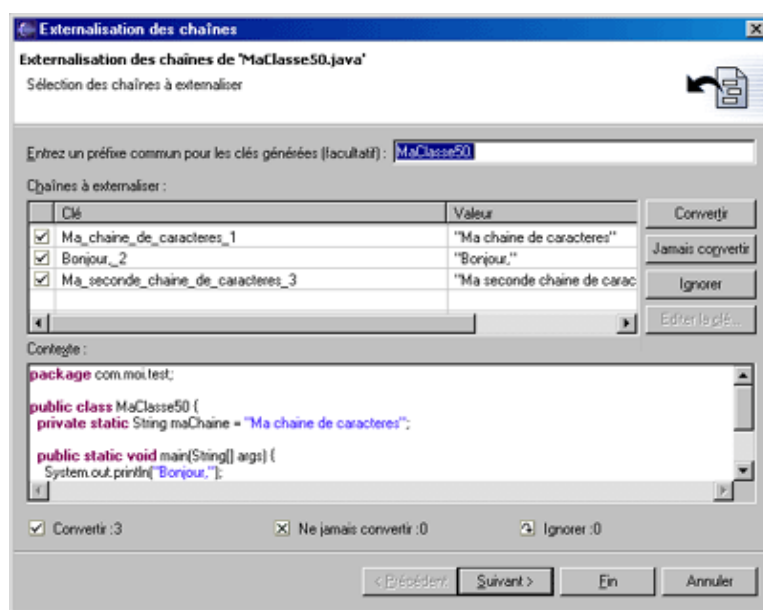 Externalisation des chaînes
Externalisation des chaînes de 'MaClasse50.java'
Sélection des chaînes à externaliser
Entrez un préfixe commun pour les clés générées (facultatif) : MaClasse50.
Chaînes à externaliser :
Clé Valeur
Ma_chaine_de_caracteres_1 "Ma chaine de caracteres"
Bonjour,_2 "Bonjour,"
Ma_seconde_chaine_de_caracteres_3 "Ma seconde chaine de carac
Convertir
Jamais convertir
Ignorer
Editer la clé...
Contexte :
package com.moi.test;
public class MaClasse50 {
private static String maChaine = "Ma chaine de caracteres";
public static void main(String[] args) {
System.out.println("Bonjour,");
Convertir :3 Ne jamais convertir :0 Ignorer :0
< Précédent Suivant > Fin Annuler